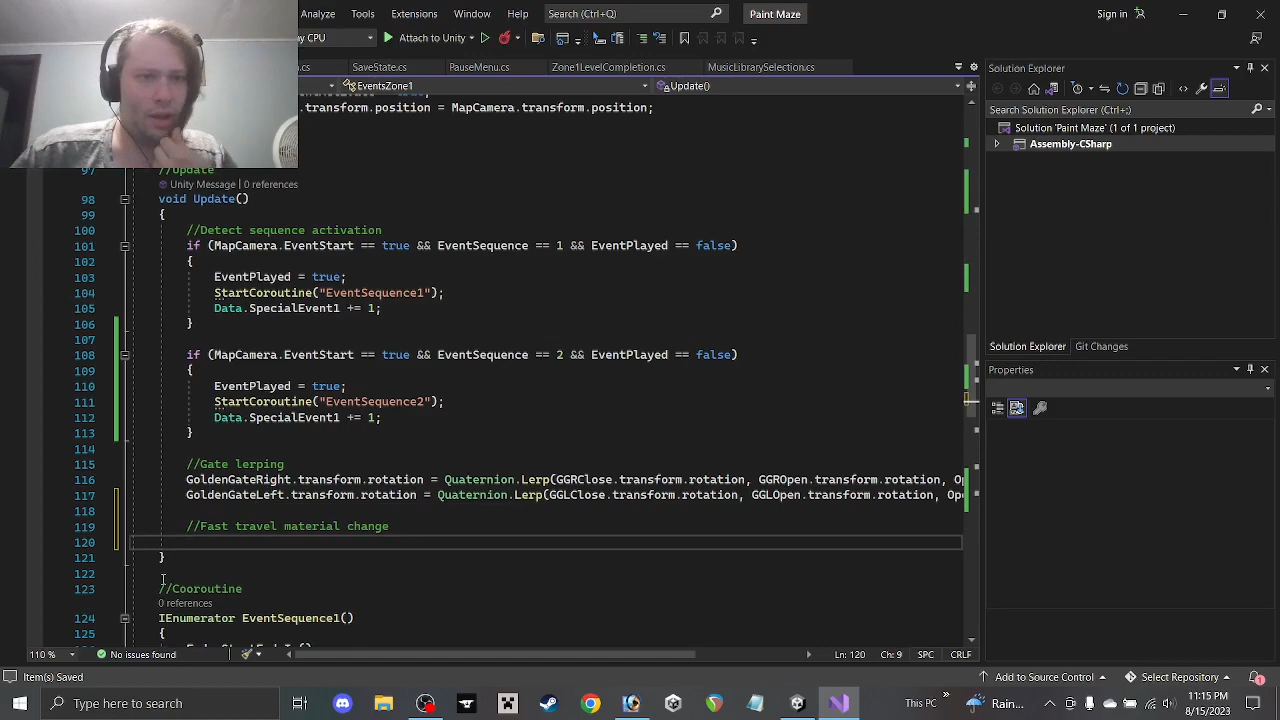 Analyze Tools Extensions Window Help Search (Ctrl+Q) Paint Maze Sign in
CPU Attach to Unity
.cs SaveState.cs PauseMenu.cs Zone1LevelCompletion.cs MusicLibrarySelection.cs
EventsZone1 Update()
.transform.position = MapCamera.transform.position;
97 //Update
Unity Message | 0 references
98 void Update()
99 {
100 //Detect sequence activation
101 if (MapCamera.EventStart == true && EventSequence == 1 && EventPlayed == false)
102 {
103 EventPlayed = true;
104 StartCoroutine("EventSequence1");
105 Data.SpecialEvent1 += 1;
106 }
107
108 if (MapCamera.EventStart == true && EventSequence == 2 && EventPlayed == false)
109 {
110 EventPlayed = true;
111 StartCoroutine("EventSequence2");
112 Data.SpecialEvent1 += 1;
113 }
114
115 //Gate lerping
116 GoldenGateRight.transform.rotation = Quaternion.Lerp(GGRClose.transform.rotation, GGROpen.transform.rotation, Op
117 GoldenGateLeft.transform.rotation = Quaternion.Lerp(GGLClose.transform.rotation, GGLOpen.transform.rotation, Ope
118
119 //Fast travel material change
120
121 }
122
123 //Cooroutine
0 references
124 IEnumerator EventSequence1()
125 {
110 % No issues found Ln: 120 Ch: 9 SPC CRLF
Solution Explorer
Search Solution Explorer (Ctrl+;)
Solution 'Paint Maze' (1 of 1 project)
Assembly-CSharp
Solution Explorer Git Changes
Properties
Item(s) Saved Add to Source Control Select Repository 1
Type here to search This PC Rain... 11:15 PM
8/15/2023